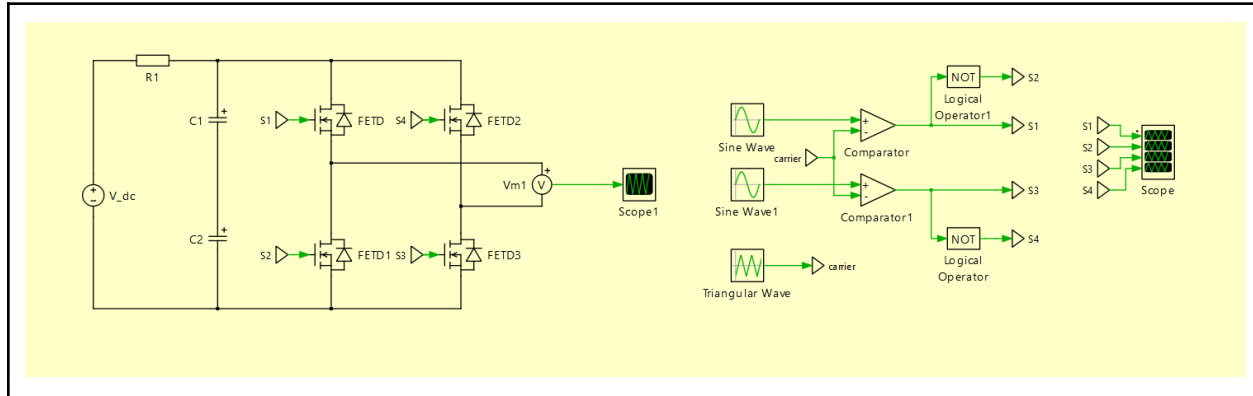 R1
C1
C2
V_dc
S1
FETD
S4
FETD2
Vm1
V
Scope1
S2
FETD1
S3
FETD3
Sine Wave
carrier
Comparator
NOT
Logical
Operator1
S2
S1
Sine Wave1
Comparator1
S3
NOT
Logical
Operator
S4
Triangular Wave
carrier
S1
S2
S3
S4
Scope